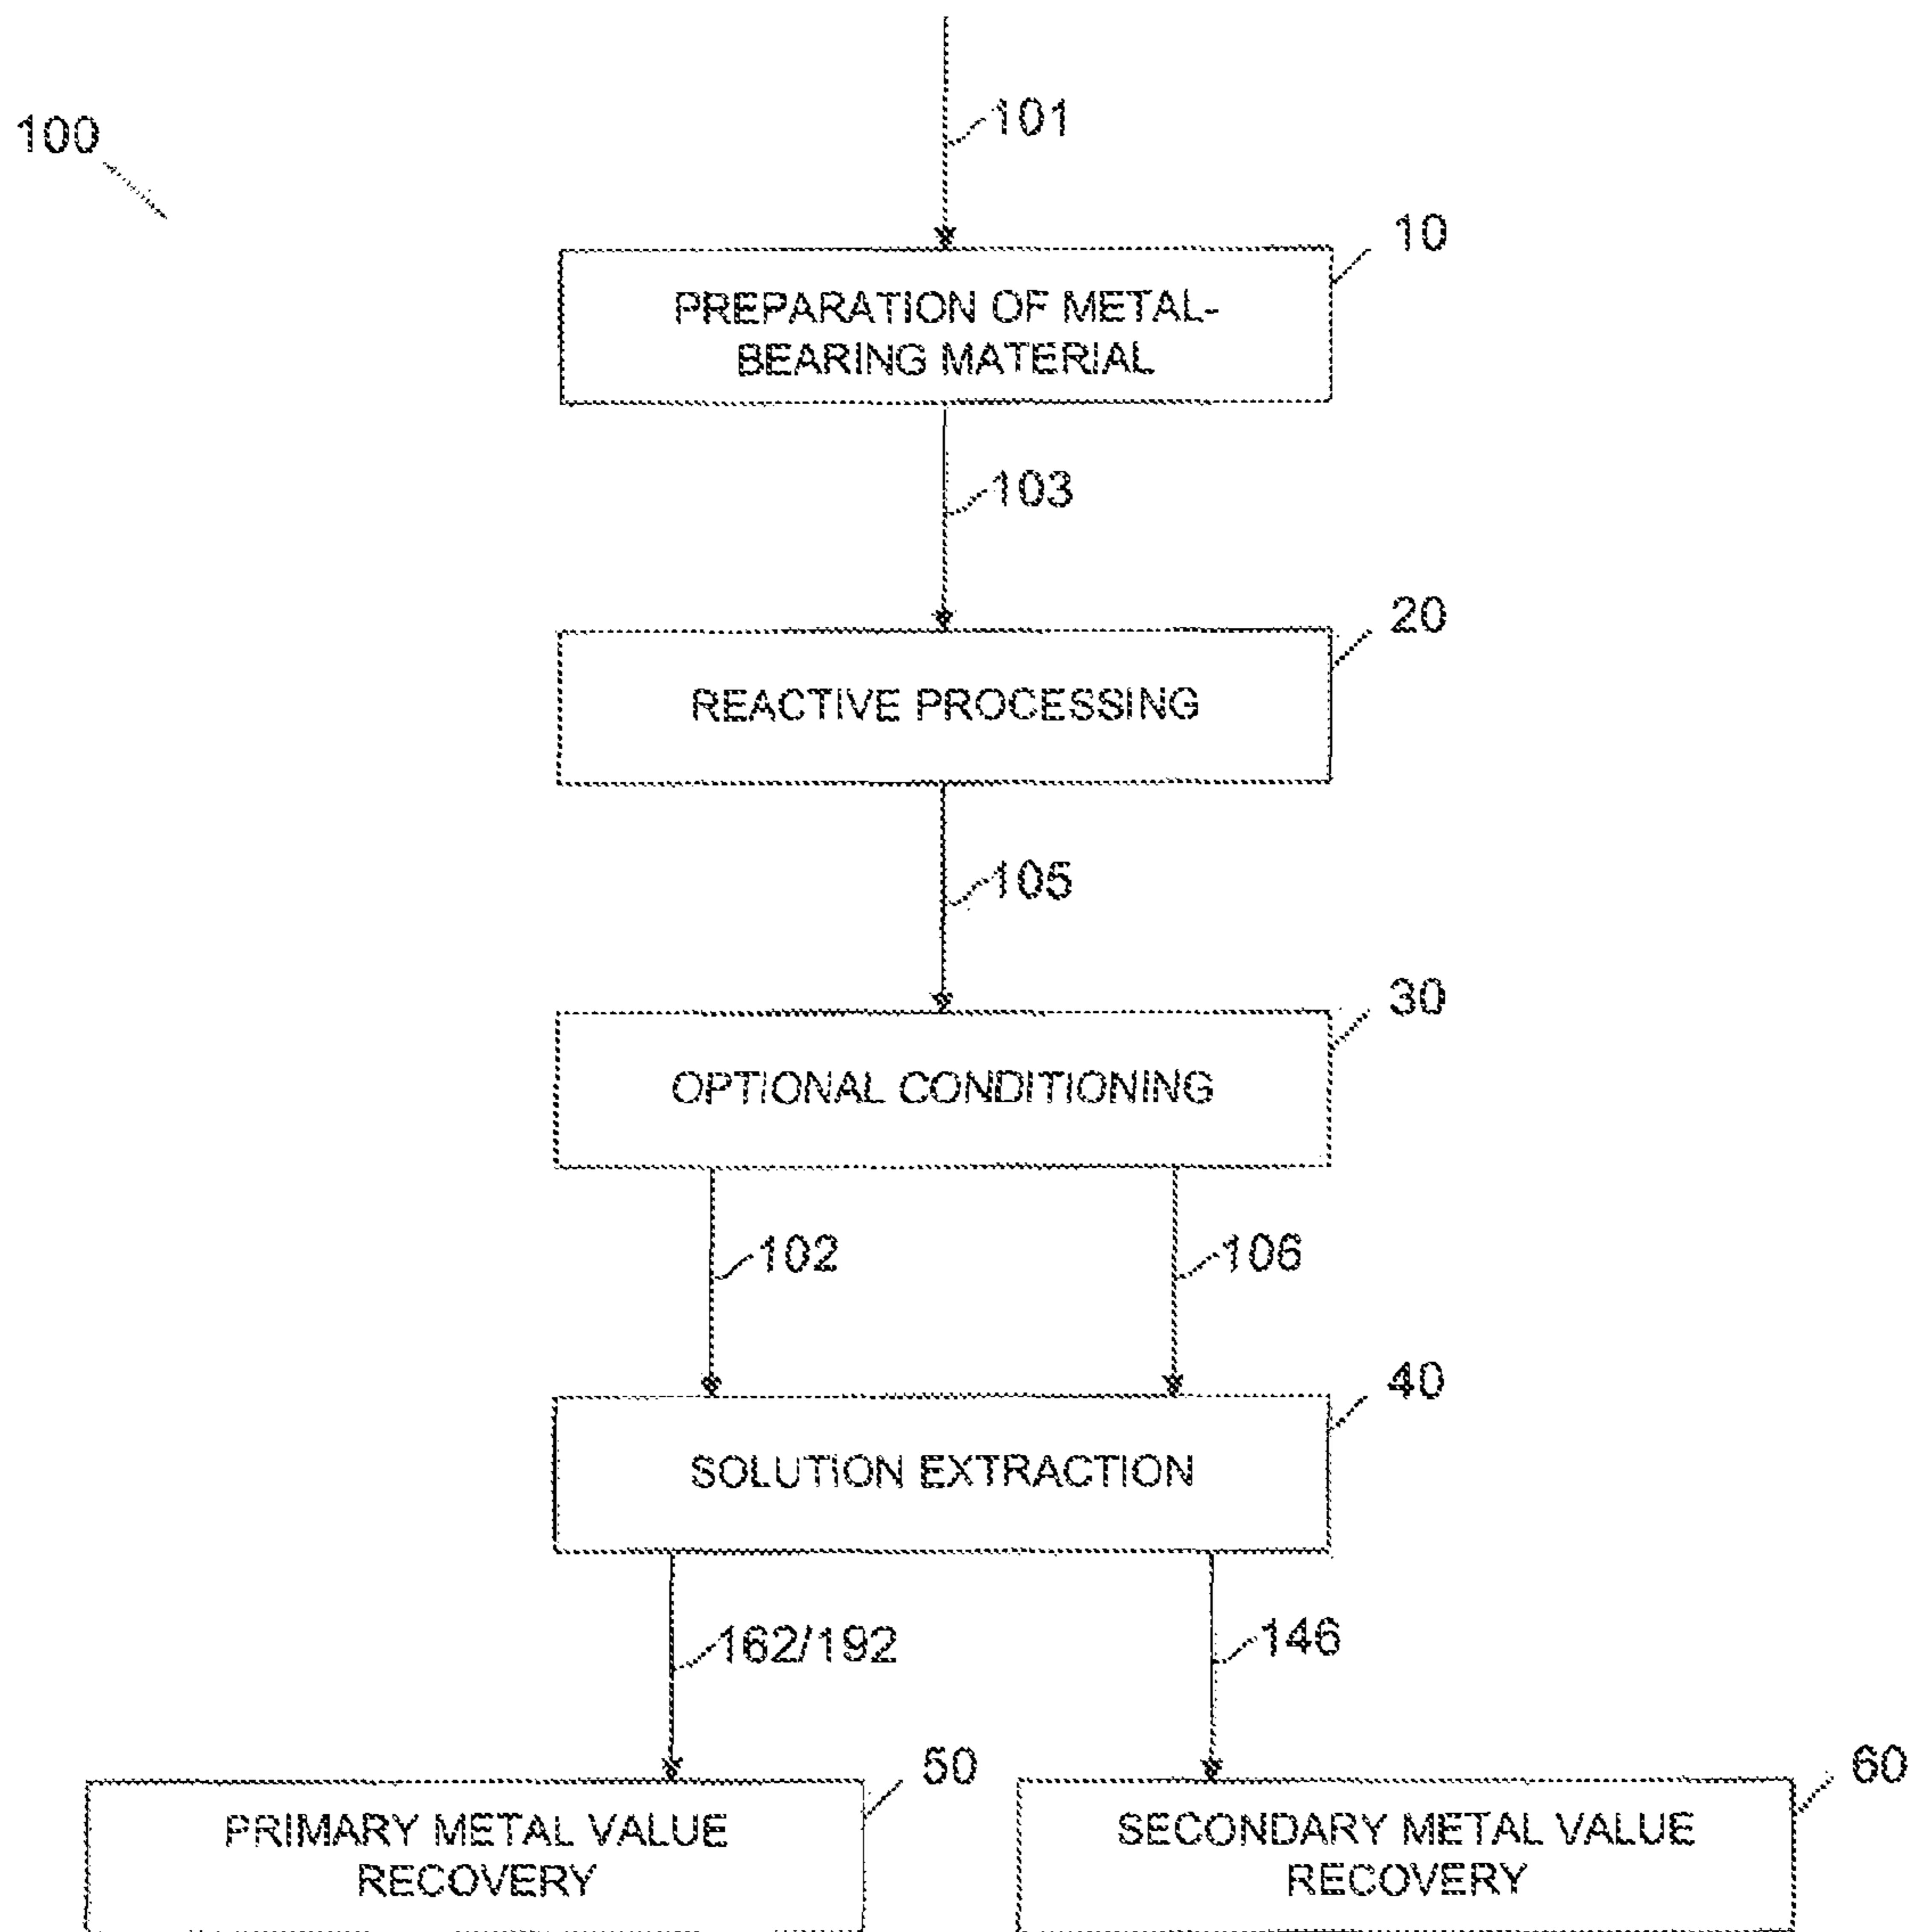 101
100
10
PREPARATION OF METAL-
BEARING MATERIAL
103
20
REACTIVE PROCESSING
105
30
OPTIONAL CONDITIONING
102
106
40
SOLUTION EXTRACTION
162/192
146
50
60
PRIMARY METAL VALUE
RECOVERY
SECONDARY METAL VALUE
RECOVERY